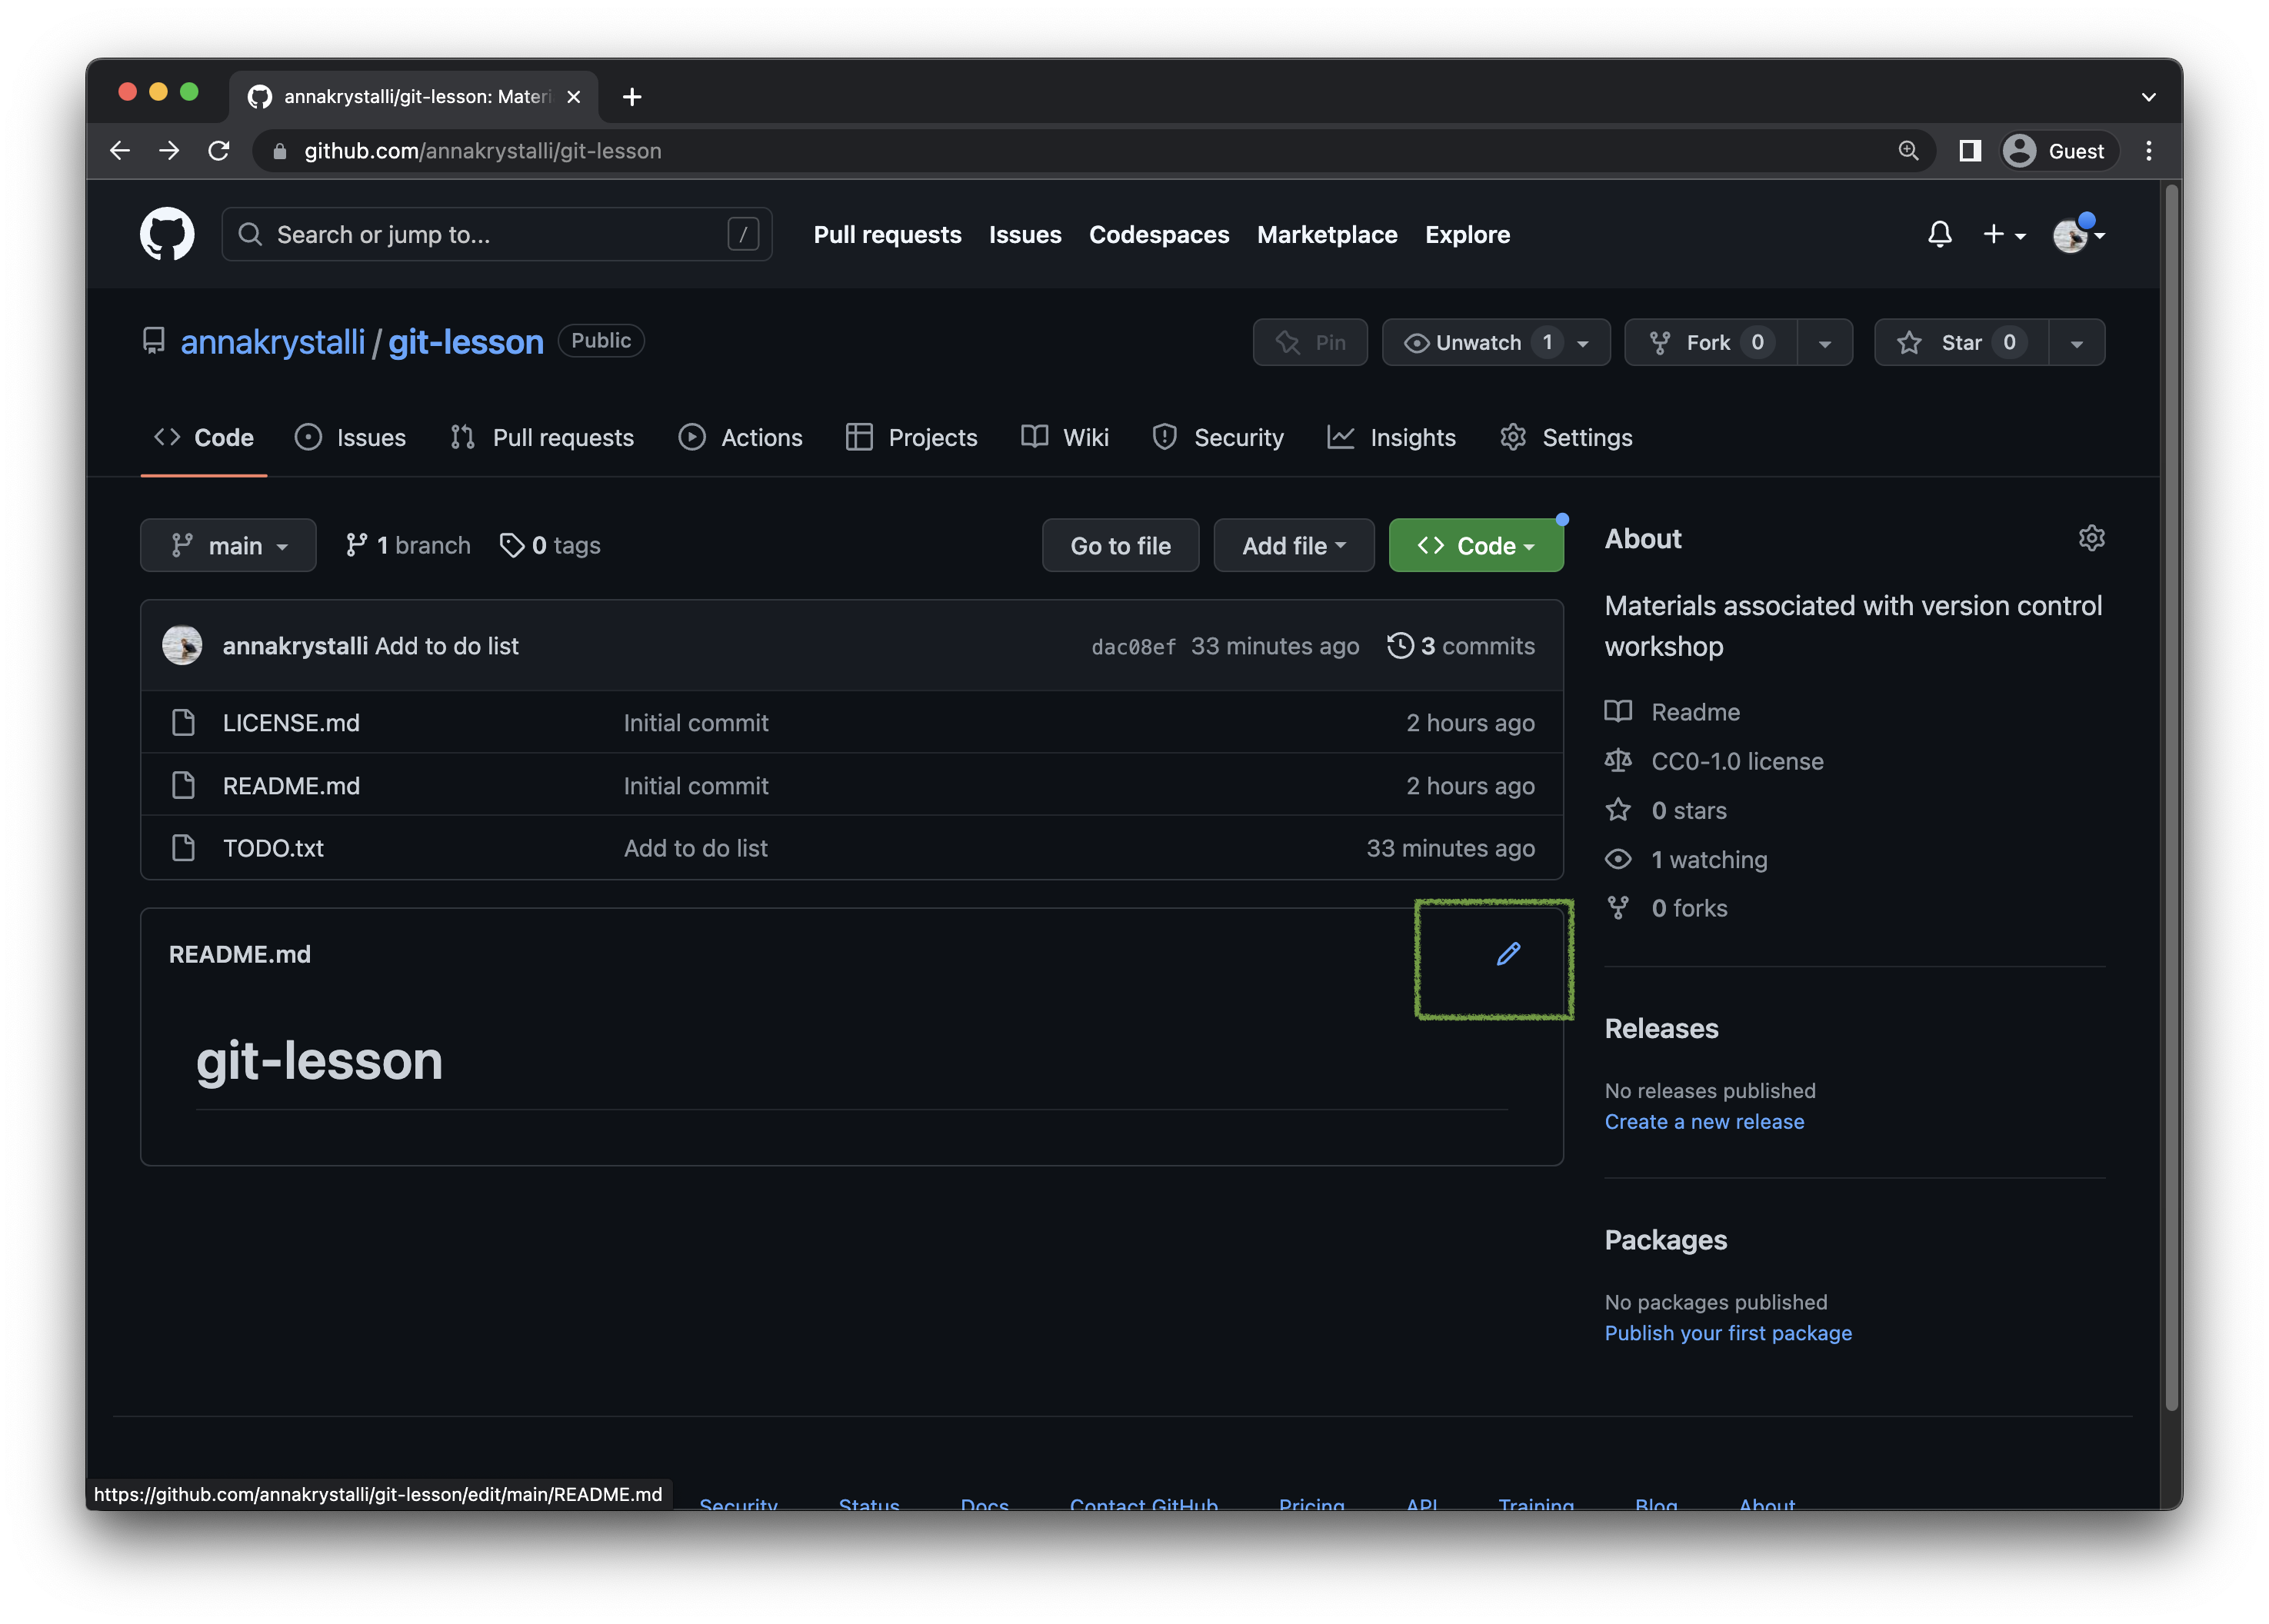 annakrystalli/git-lesson: Materi
github.com/annakrystalli/git-lesson
Guest
Search or jump to...
/
Pull requests Issues Codespaces Marketplace Explore
annakrystalli / git-lesson Public
Pin Unwatch 1 Fork 0 Star 0
Code Issues Pull requests Actions Projects Wiki Security Insights Settings
main 1 branch 0 tags Go to file Add file Code
annakrystalli Add to do list dac08ef 33 minutes ago 3 commits
LICENSE.md Initial commit 2 hours ago
README.md Initial commit 2 hours ago
TODO.txt Add to do list 33 minutes ago
README.md
git-lesson
About
Materials associated with version control
workshop
Readme
CC0-1.0 license
0 stars
1 watching
0 forks
Releases
No releases published
Create a new release
Packages
No packages published
Publish your first package
https://github.com/annakrystalli/git-lesson/edit/main/README.md
Security Status Docs Contact GitHub Pricing API Training Blog About